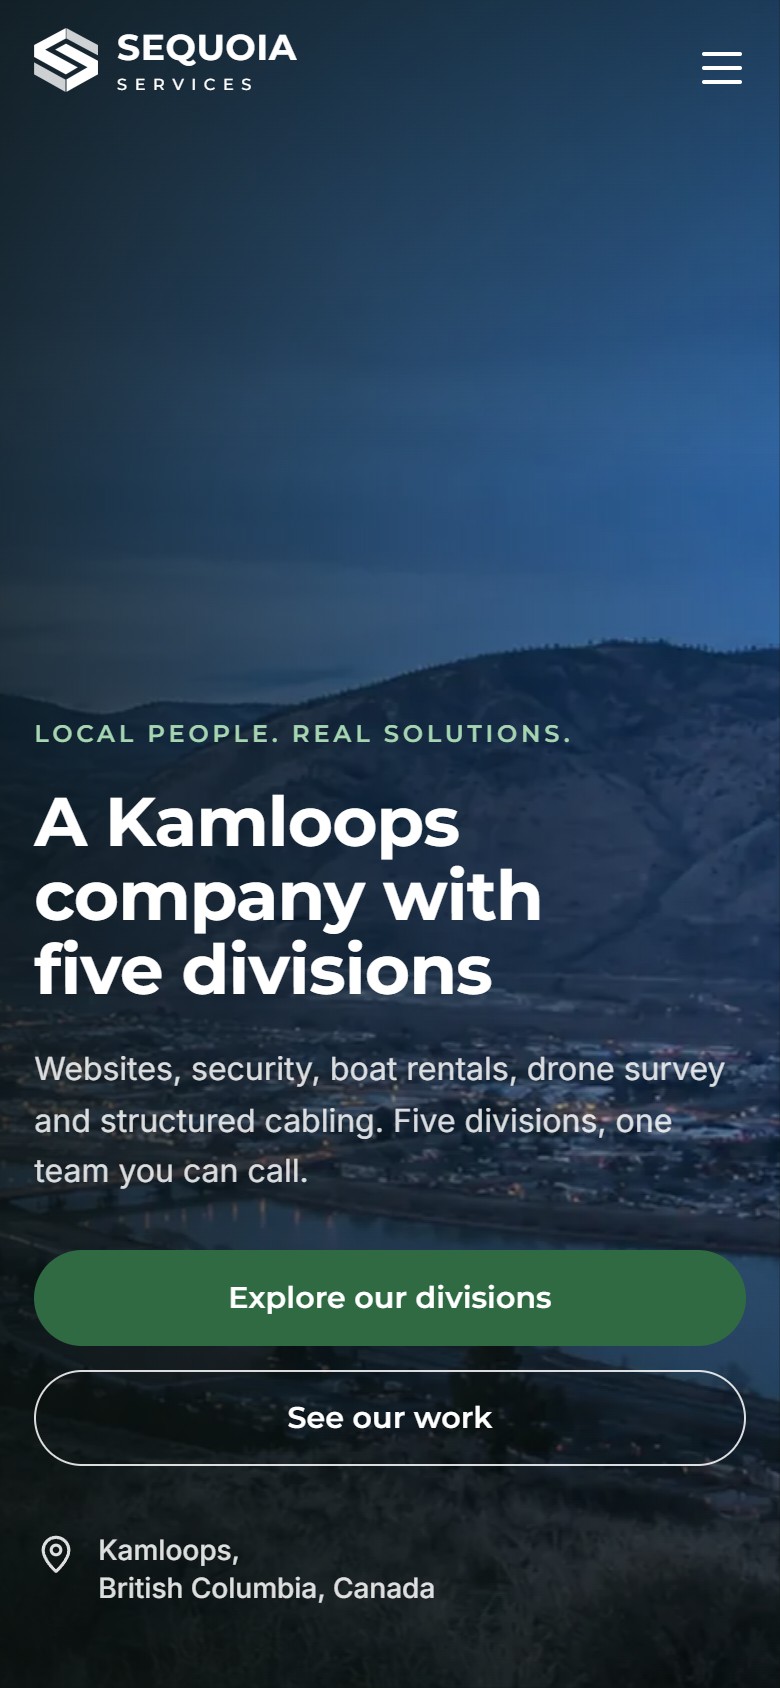 SEQUOIA
SERVICES
LOCAL PEOPLE. REAL SOLUTIONS.
A Kamloops
company with
five divisions
Websites, security, boat rentals, drone survey
and structured cabling. Five divisions, one
team you can call.
Explore our divisions
See our work
Kamloops,
British Columbia, Canada